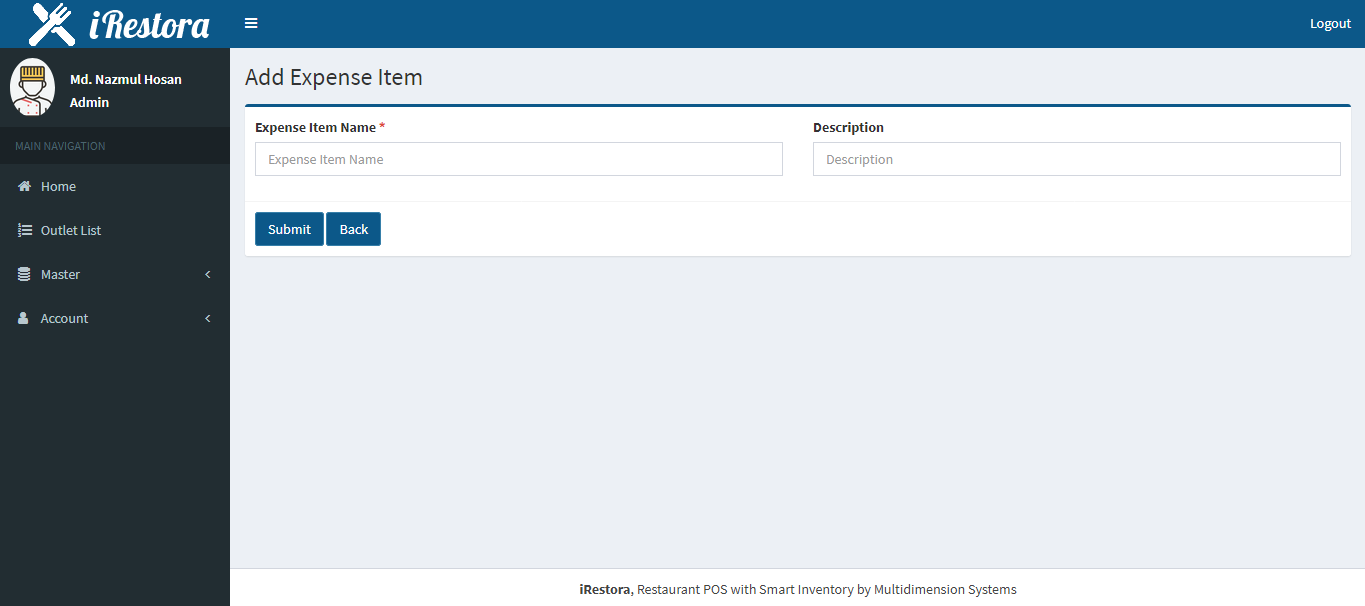 iRestora
Logout
Md. Nazmul Hosan
Admin
MAIN NAVIGATION
Home
Outlet List
Master
Account
Add Expense Item
Expense Item Name *
Expense Item Name
Description
Description
Submit
Back
iRestora, Restaurant POS with Smart Inventory by Multidimension Systems